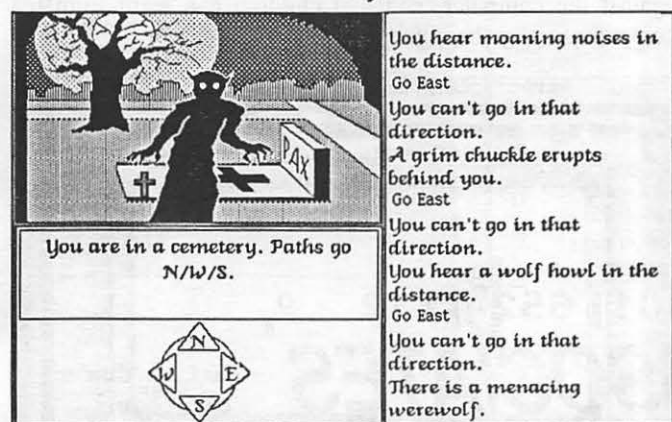 PAX
You are in a cemetery. Paths go
N/W/S.
N
W E
S
You hear moaning noises in
the distance.
Go East
You can't go in that
direction.
A grim chuckle erupts
behind you.
Go East
You can't go in that
direction.
You hear a wolf howl in the
distance.
Go East
You can't go in that
direction.
There is a menacing
werewolf.